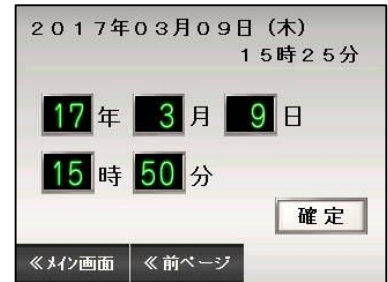 ２０１７年０３月０９日（木）
１５時２５分
17年 3月 9日
15時 50分
確定
≪メイン画面 ≪前ページ